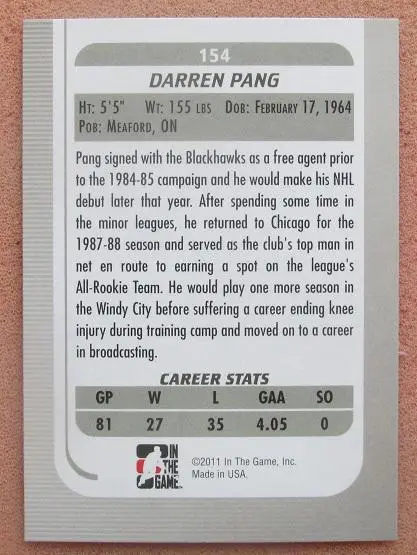 154
DARREN PANG
HT: 5'5" WT: 155 LBS DOB: FEBRUARY 17, 1964
POB: MEAFORD, ON
Pang signed with the Blackhawks as a free agent prior
to the 1984-85 campaign and he would make his NHL
debut later that year. After spending some time in
the minor leagues, he returned to Chicago for the
1987-88 season and served as the club's top man in
net en route to earning a spot on the league's
All-Rookie Team. He would play one more season in
the Windy City before suffering a career ending knee
injury during training camp and moved on to a career
in broadcasting.
CAREER STATS
GP W L GAA SO
81 27 35 4.05 0
IN
THE
GAME
©2011 In The Game, Inc.
Made in USA.